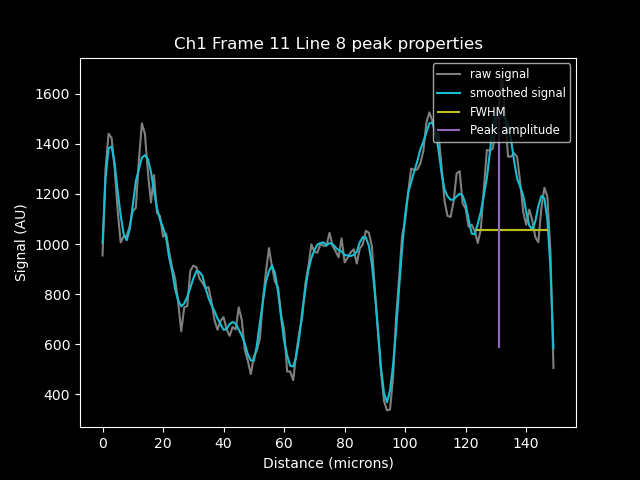 Ch1 Frame 11 Line 8 peak properties
raw signal
smoothed signal
FWHM
Peak amplitude
Signal (AU)
1600
1400
1200
1000
800
600
400
0 20 40 60 80 100 120 140
Distance (microns)